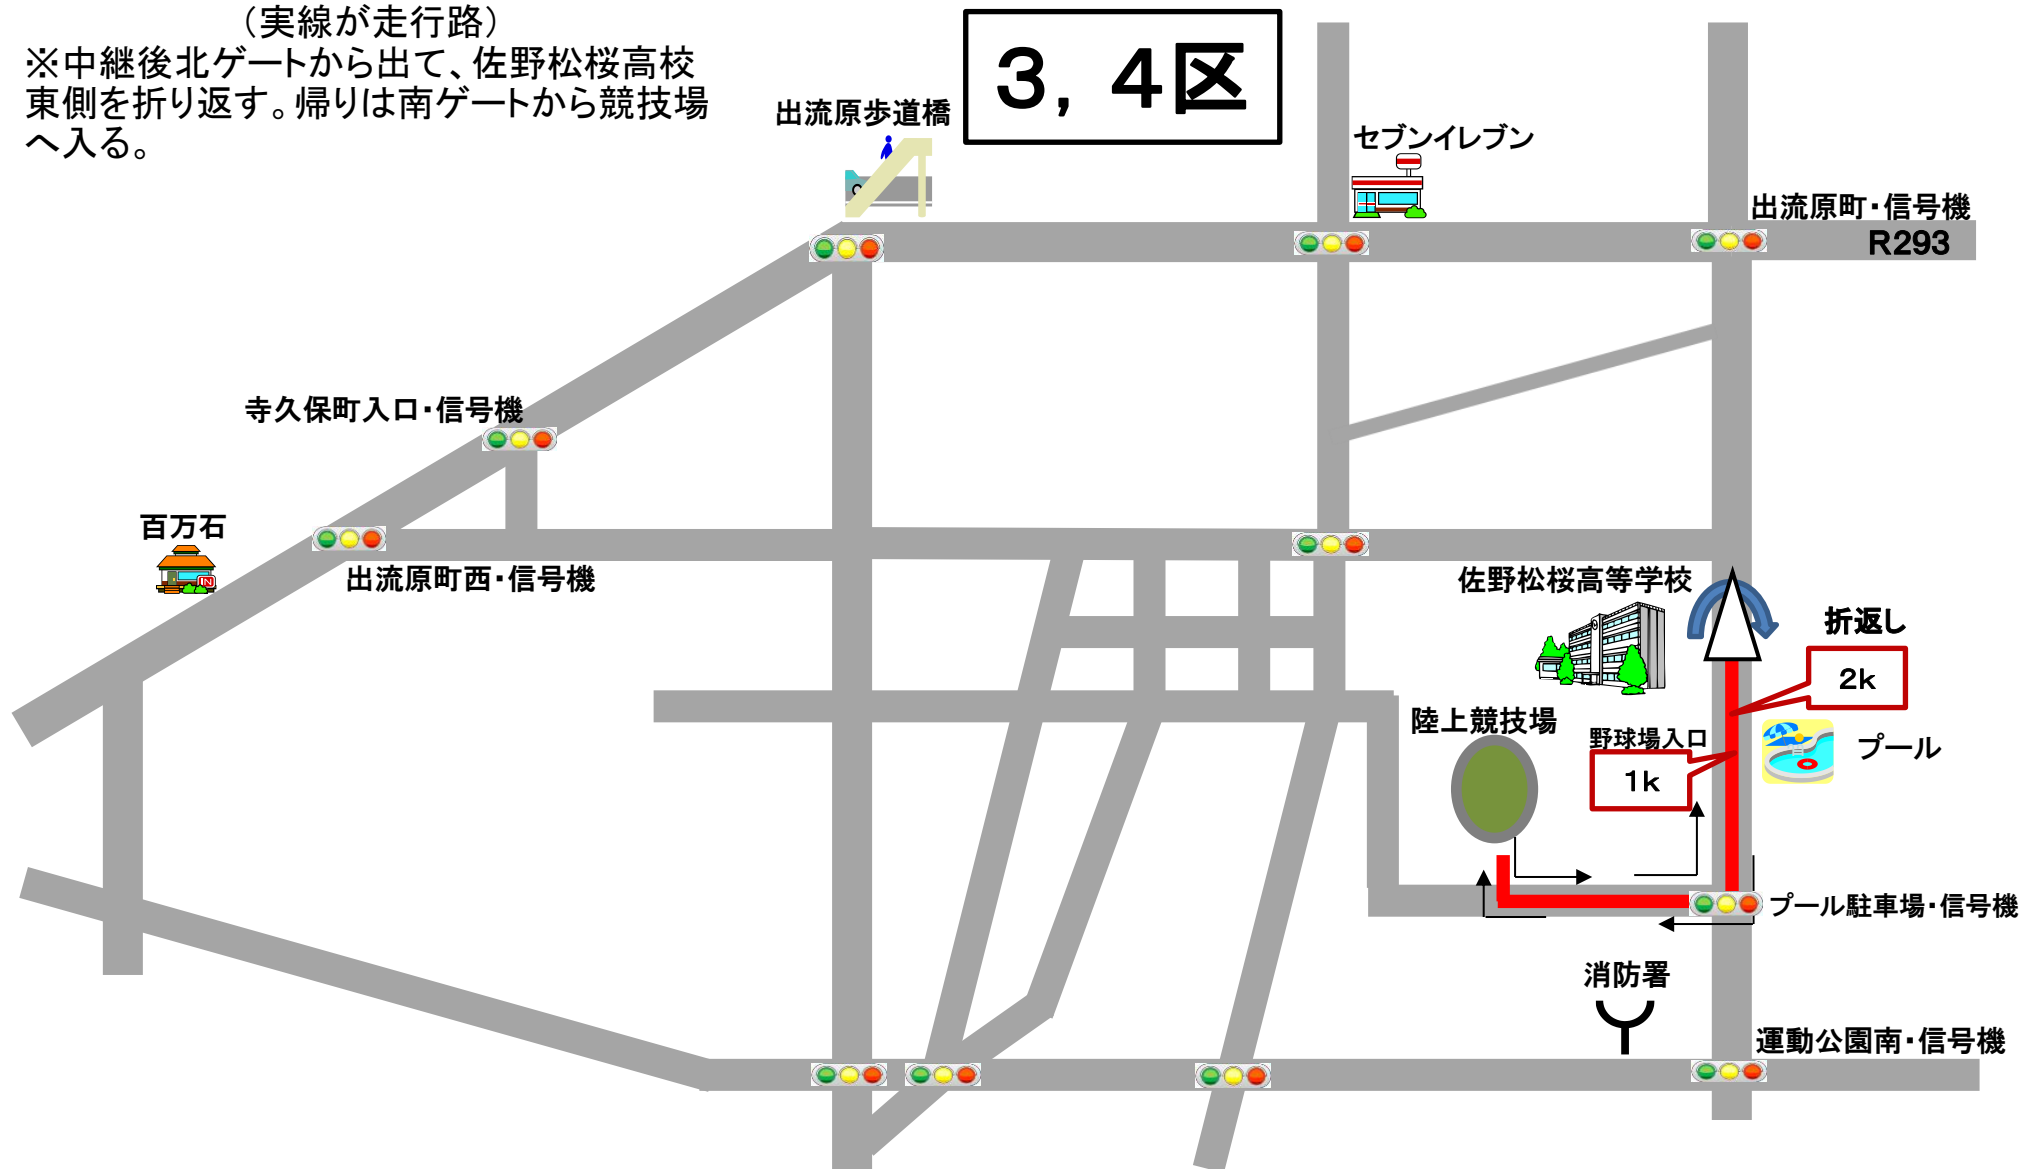 （実線が走行路）
※中継後北ゲートから出て、佐野松桜高校
東側を折り返す。帰りは南ゲートから競技場
へ入る。
３，４区
出流原歩道橋
セブンイレブン
出流原町・信号機
R293
寺久保町入口・信号機
百万石
出流原町西・信号機
佐野松桜高等学校
折返し
2k
陸上競技場
野球場入口
1k
プール
プール駐車場・信号機
消防署
運動公園南・信号機